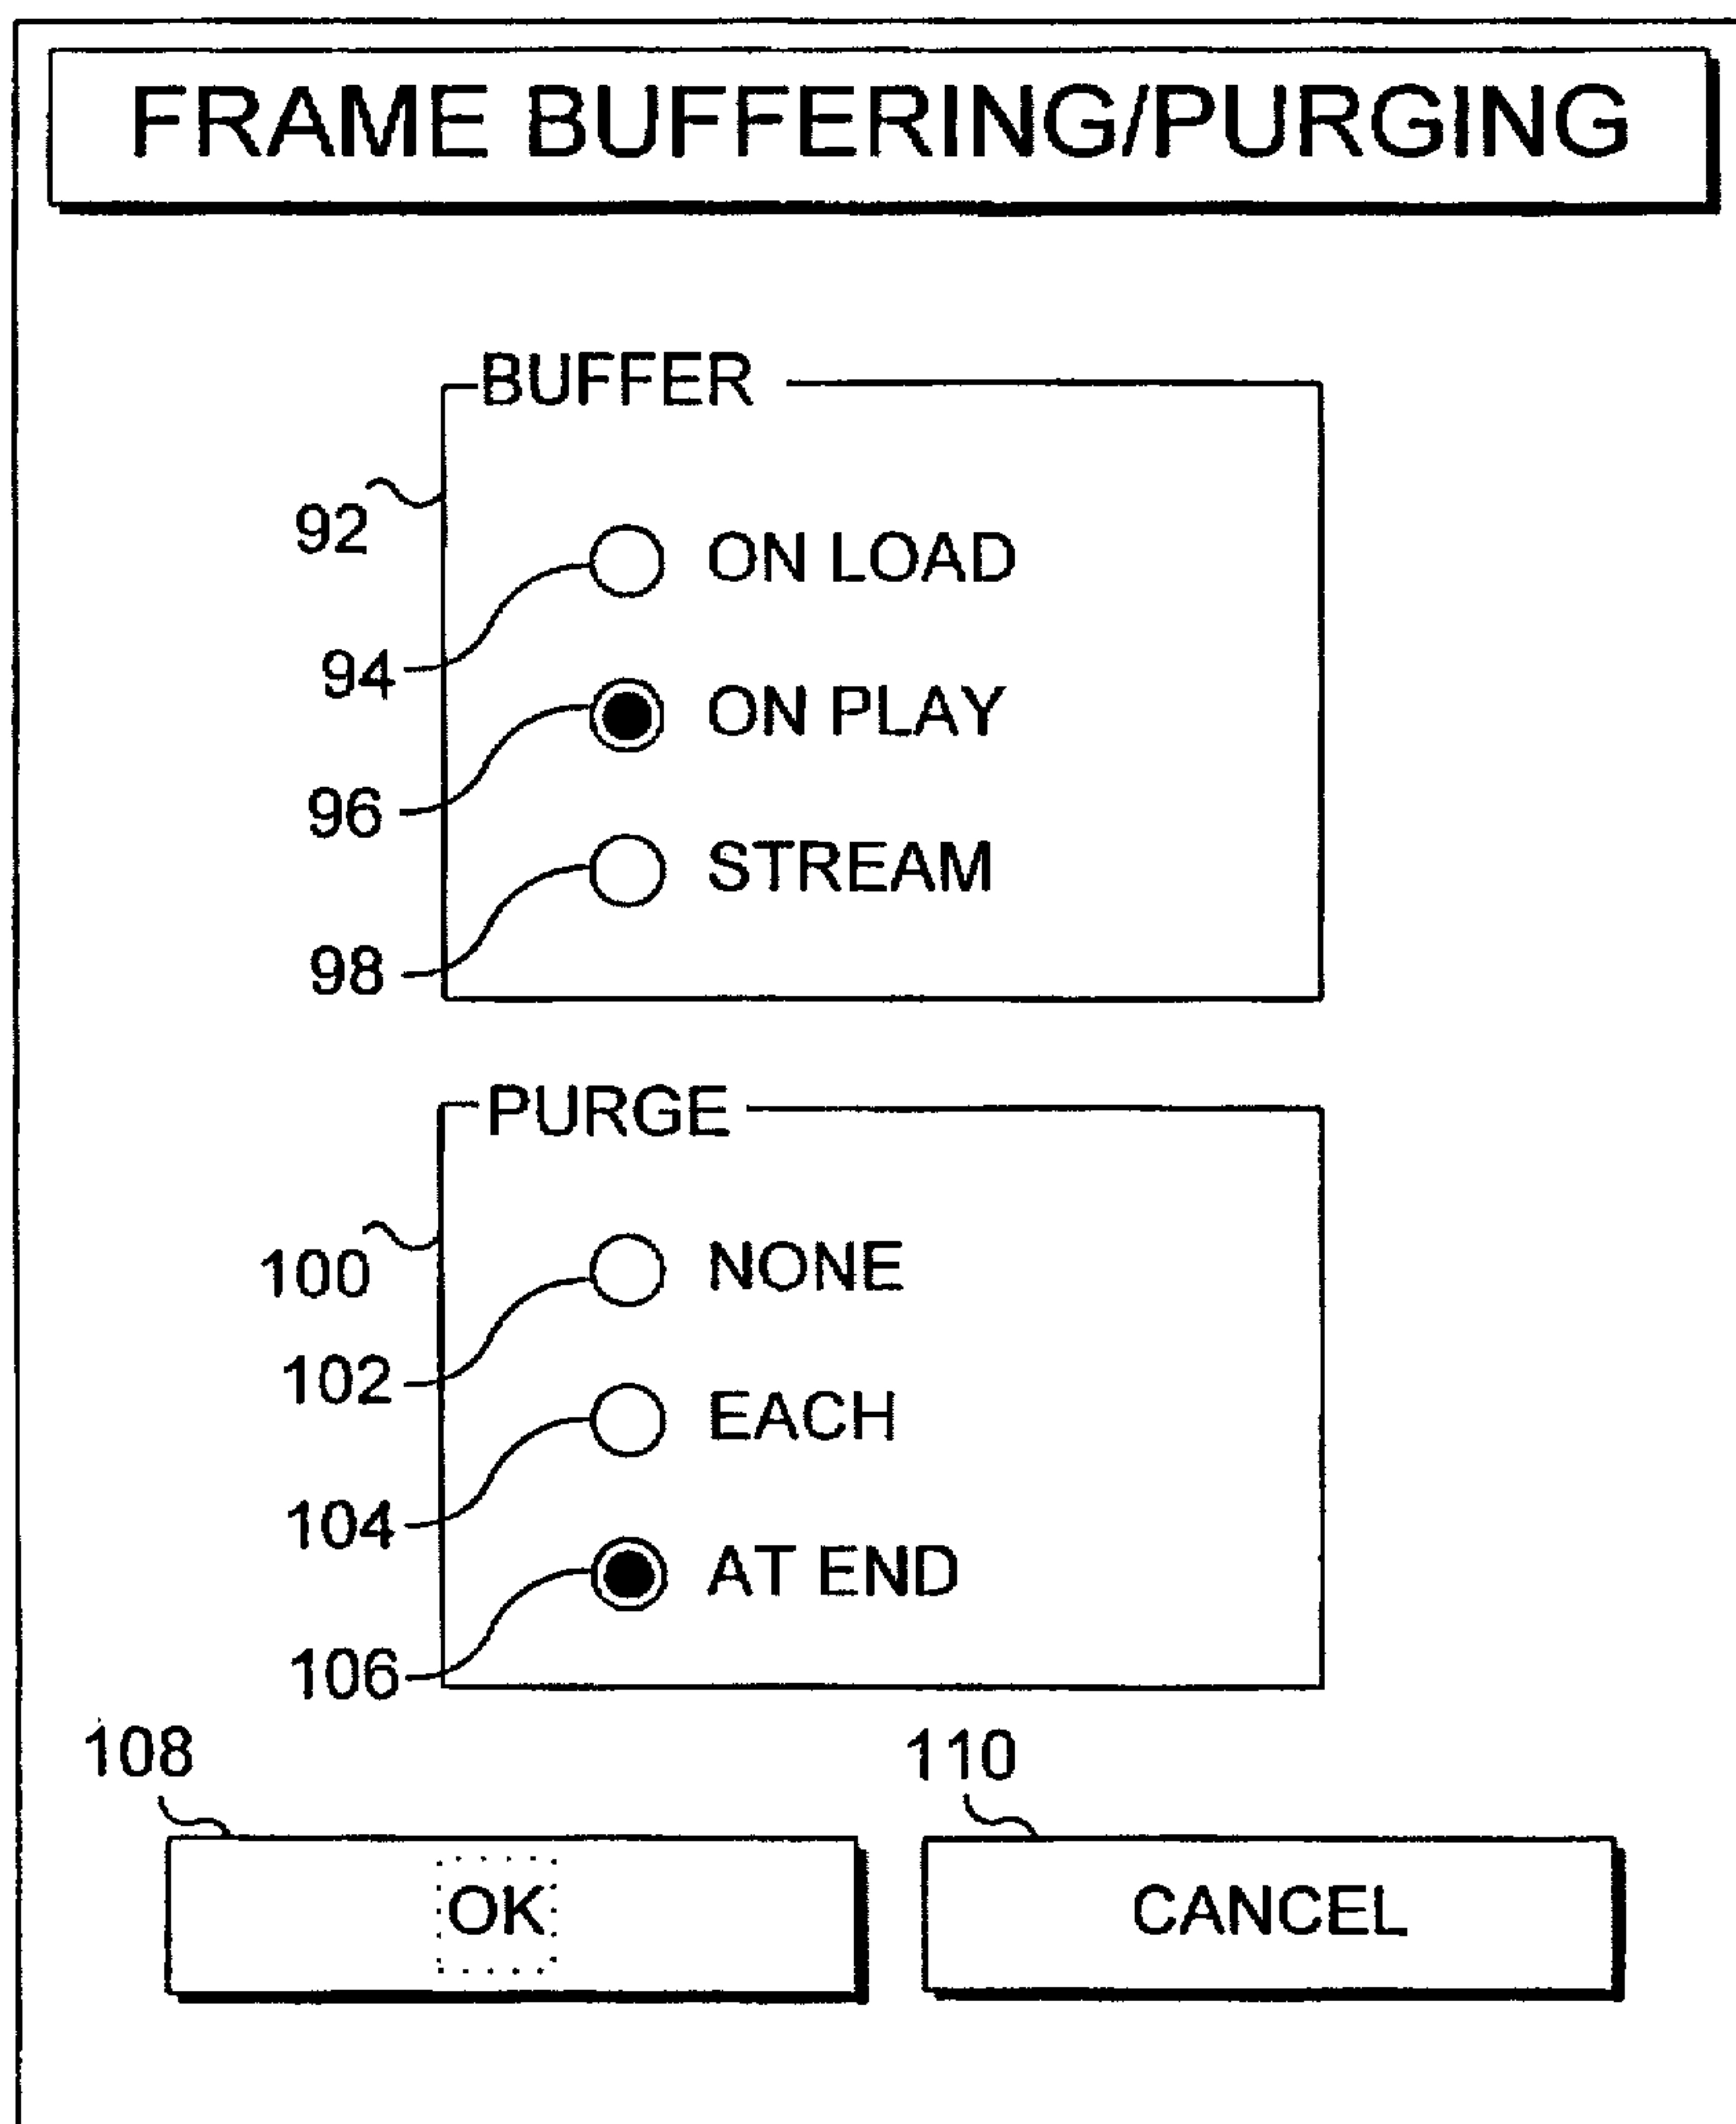 FRAME BUFFERING/PURGING
BUFFER
92
ON LOAD
94
ON PLAY
96
STREAM
98
PURGE
100
NONE
102
EACH
104
AT END
106
108
110
OK
CANCEL